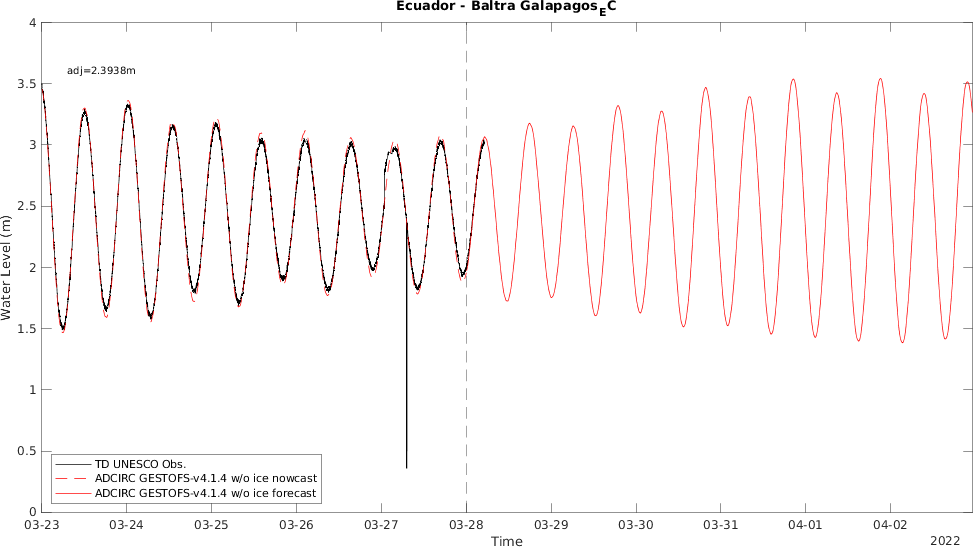 Ecuador - Baltra Galapagos_EC
adj=2.3938m
4
3.5
3
2.5
2
1.5
1
0.5
0
Water Level (m)
TD UNESCO Obs.
ADCIRC GESTOFS-v4.1.4 w/o ice nowcast
ADCIRC GESTOFS-v4.1.4 w/o ice forecast
03-23 03-24 03-25 03-26 03-27 03-28 03-29 03-30 03-31 04-01 04-02
Time
2022